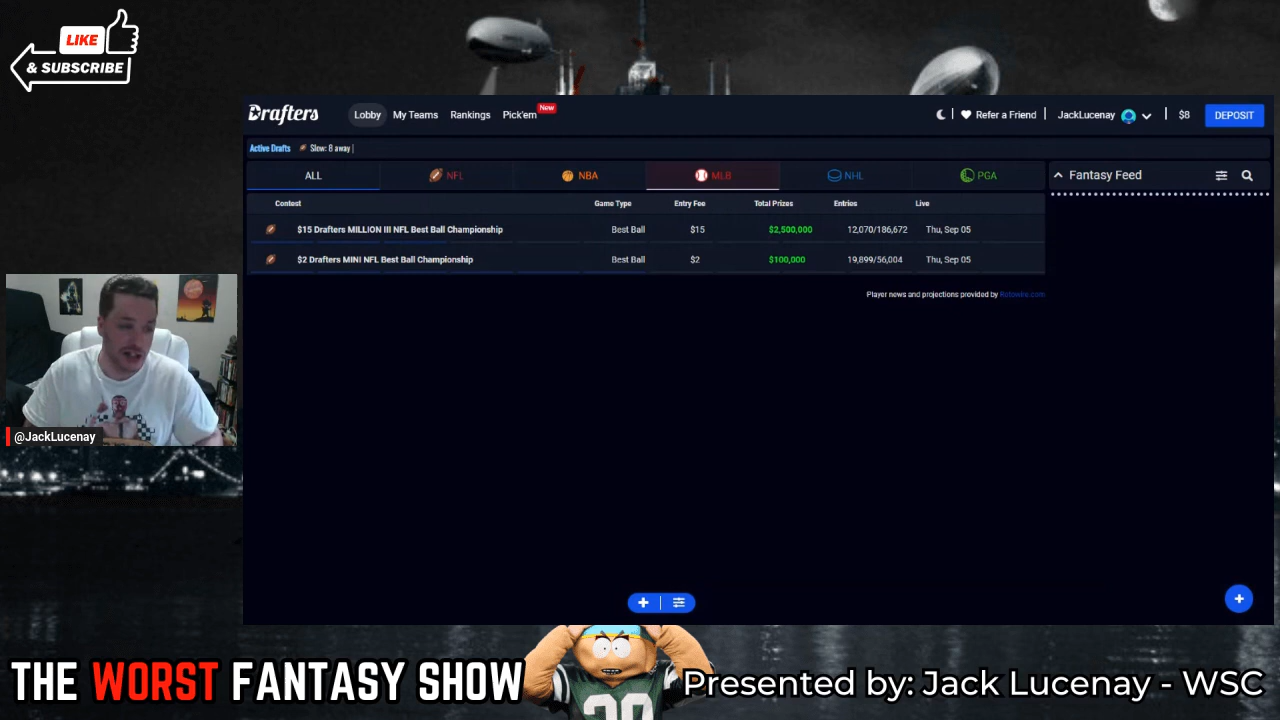 LIKE
& SUBSCRIBE
Drafters
Lobby
My Teams
Rankings
Pick'em
New
Refer a Friend
JackLucenay
$8
DEPOSIT
Active Drafts
Slow: 8 away |
ALL
NFL
NBA
MLB
NHL
PGA
Fantasy Feed
Contest
Game Type
Entry Fee
Total Prizes
Entries
Live
$15 Drafters MILLION III NFL Best Ball Championship
Best Ball
$15
$2,500,000
12,070/186,672
Thu, Sep 05
$2 Drafters MINI NFL Best Ball Championship
Best Ball
$2
$100,000
19,899/56,004
Thu, Sep 05
Player news and projections provided by Rotowire.com
@JackLucenay
THE WORST FANTASY SHOW
Presented by: Jack Lucenay - WSC